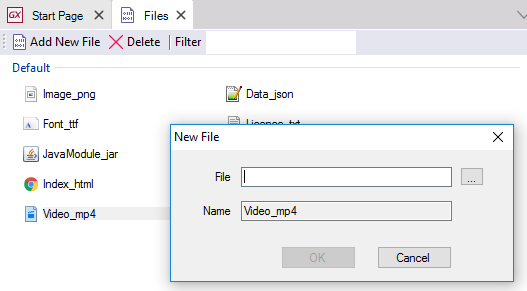 GX Start Page Files
Add New File Delete Filter
Default
Image_png Data_json
Font_ttf License_txt
JavaModule_jar
Index_html
Video_mp4
New File
File ...
Name Video_mp4
OK Cancel